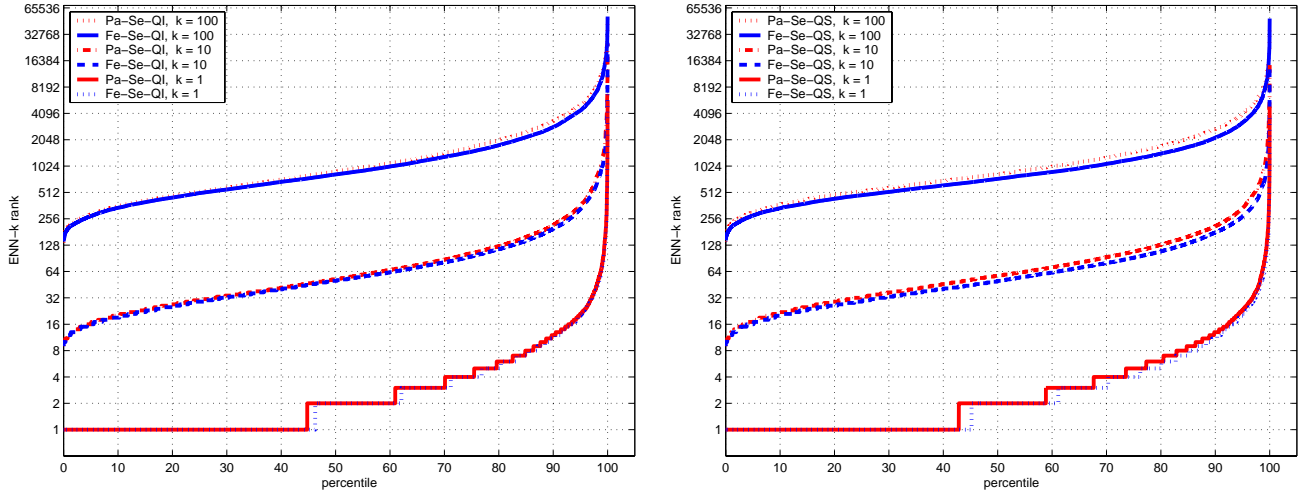 65536
32768
16384
8192
4096
2048
1024
512
256
128
64
32
16
8
4
2
1
ENN−k rank
Pa−Se−QI, k = 100
Fe−Se−QI, k = 100
Pa−Se−QI, k = 10
Fe−Se−QI, k = 10
Pa−Se−QI, k = 1
Fe−Se−QI, k = 1
0 10 20 30 40 50 60 70 80 90 100
percentile
65536
32768
16384
8192
4096
2048
1024
512
256
128
64
32
16
8
4
2
1
ENN−k rank
Pa−Se−QS, k = 100
Fe−Se−QS, k = 100
Pa−Se−QS, k = 10
Fe−Se−QS, k = 10
Pa−Se−QS, k = 1
Fe−Se−QS, k = 1
0 10 20 30 40 50 60 70 80 90 100
percentile